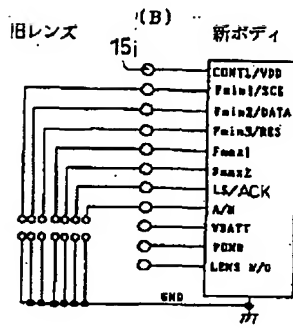 (B)
旧レンズ
新ボディ
15i
CONT1/VDD
Fmin1/SCK
Fmin2/DATA
Fmin3/RES
Fmax1
Fmax2
LS/ACK
A/M
VBATT
PGND
LENS M/O
GND